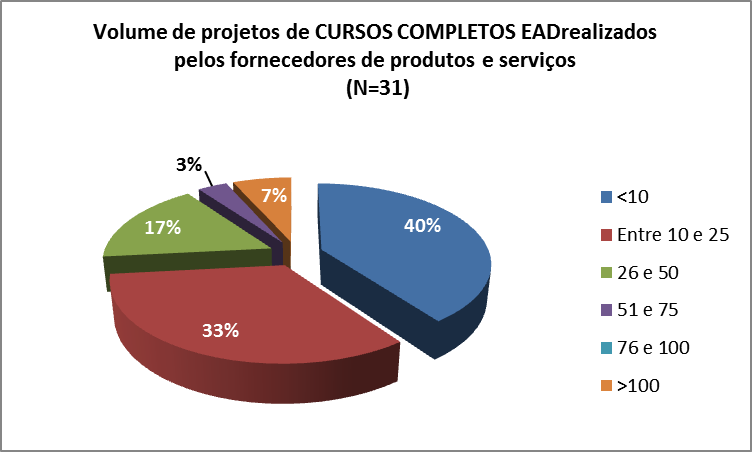 Volume de projetos de CURSOS COMPLETOS EADrealizados
pelos fornecedores de produtos e serviços
(N=31)
3%
7%
40%
17%
33%
<10
Entre 10 e 25
26 e 50
51 e 75
76 e 100
>100